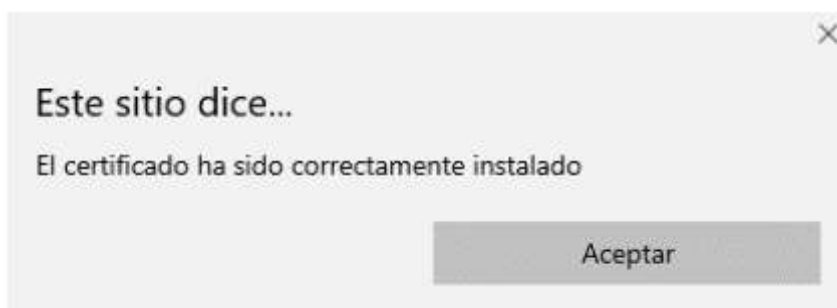 Este sitio dice...
El certificado ha sido correctamente instalado
Aceptar